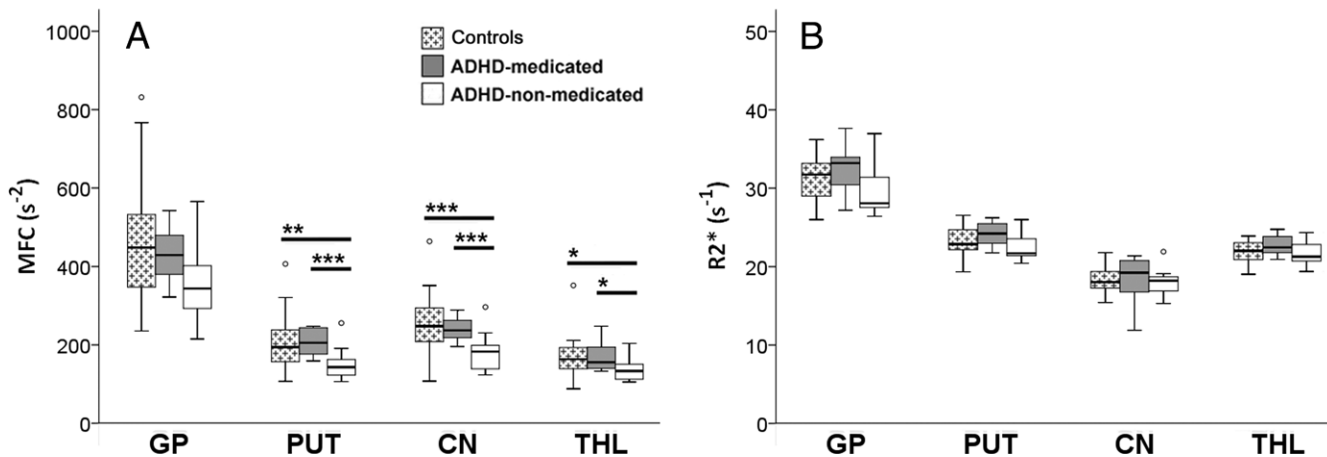 A
1000
800
600
400
200
0
MFC (s⁻²)
Controls
ADHD-medicated
ADHD-non-medicated
**
***
***
***
*
*
GP PUT CN THL
B
50
40
30
20
10
0
R2* (s⁻¹)
GP PUT CN THL